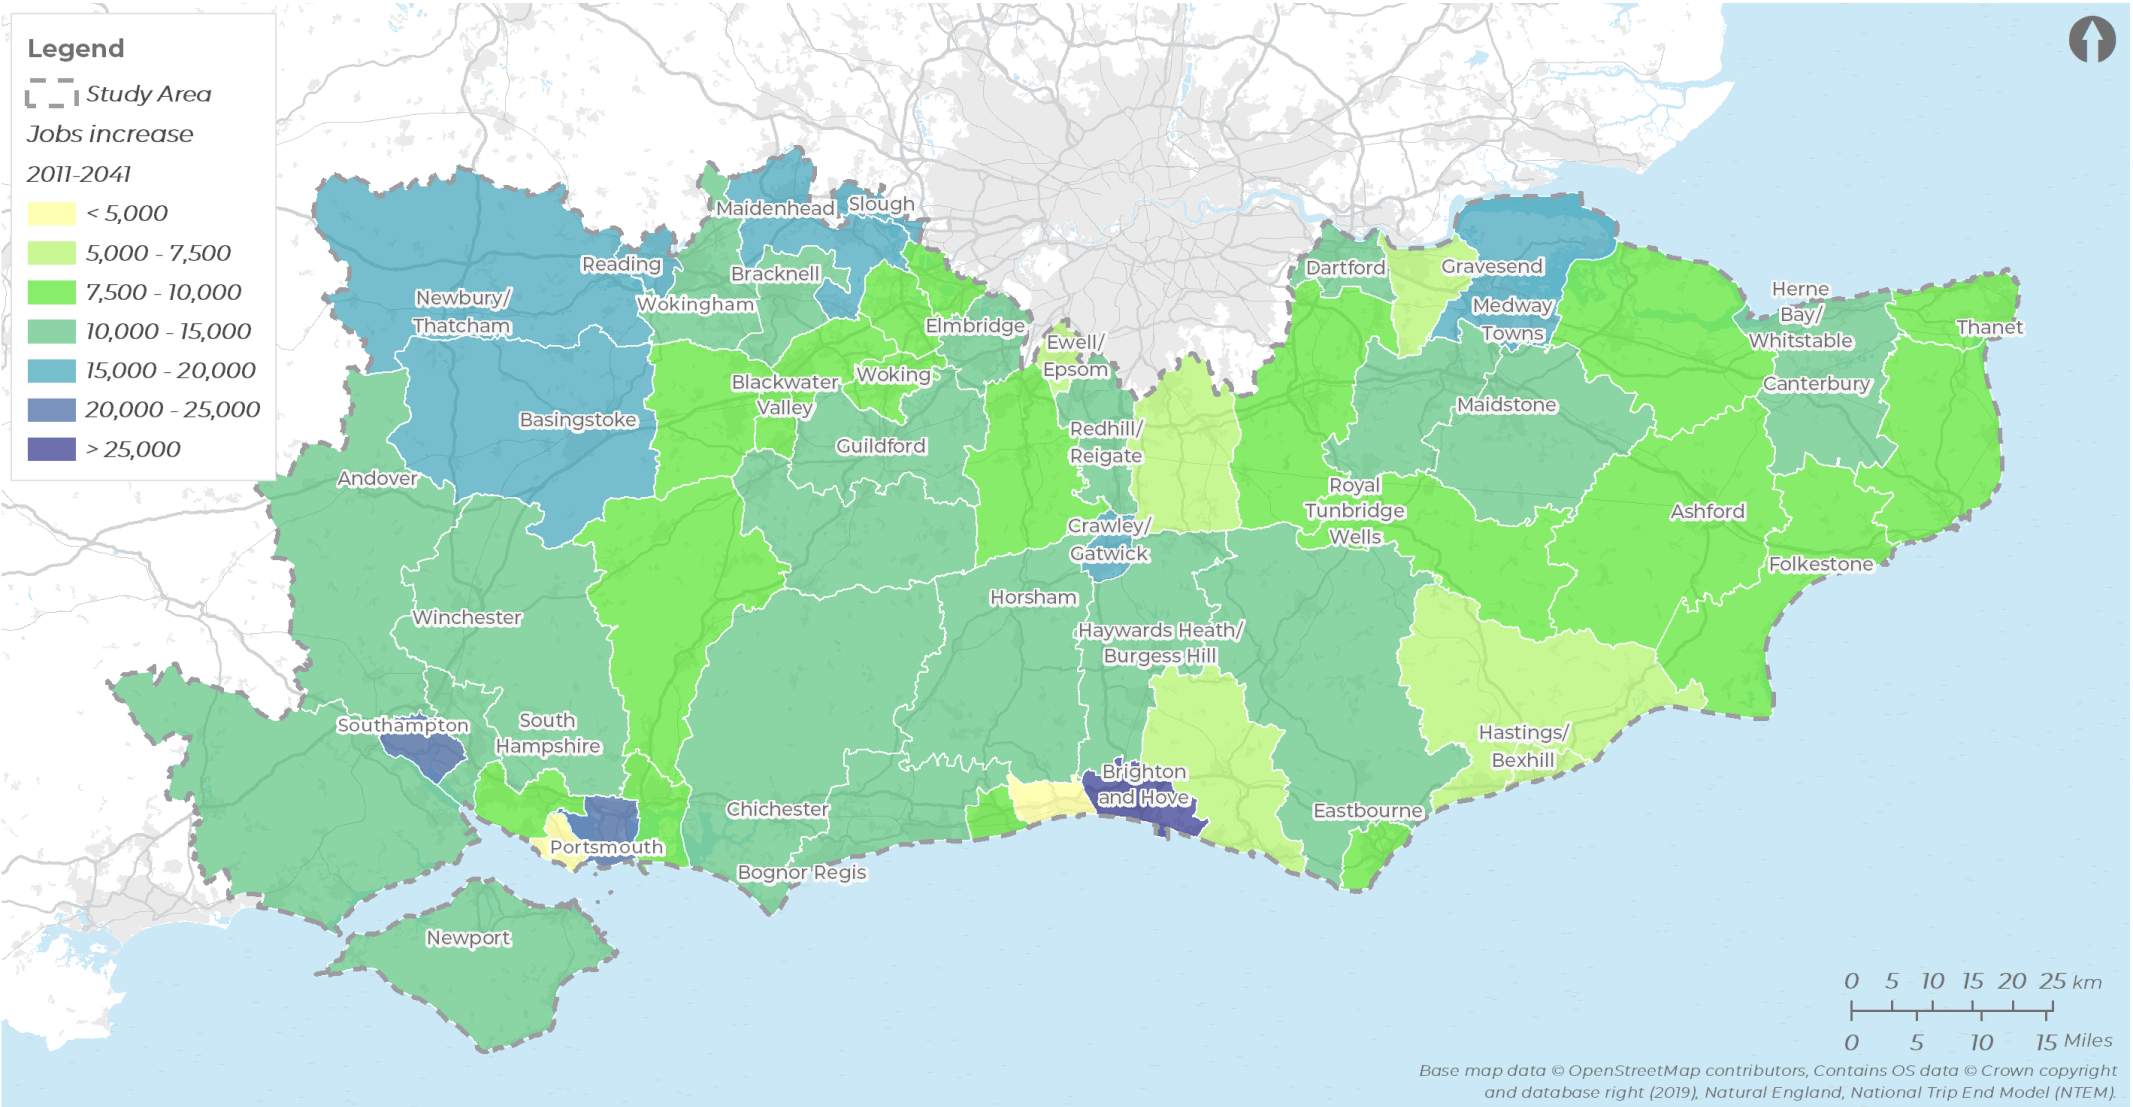 Legend
Study Area
Jobs increase
2011-2041
< 5,000
5,000 - 7,500
7,500 - 10,000
10,000 - 15,000
15,000 - 20,000
20,000 - 25,000
> 25,000
Maidenhead
Slough
Reading
Bracknell
Wokingham
Newbury/
Thatcham
Elmbridge
Ewell/
Epsom
Dartford
Gravesend
Medway
Towns
Herne
Bay/
Whitstable
Thanet
Canterbury
Basingstoke
Blackwater
Valley
Woking
Guildford
Redhill/
Reigate
Maidstone
Andover
Royal
Tunbridge
Wells
Ashford
Folkestone
Crawley/
Gatwick
Winchester
Horsham
Haywards Heath/
Burgess Hill
Southampton
South
Hampshire
Hastings/
Bexhill
Brighton
and Hove
Chichester
Eastbourne
Portsmouth
Bognor Regis
Newport
0 5 10 15 20 25 km
0 5 10 15 Miles
Base map data © OpenStreetMap contributors, Contains OS data © Crown copyright
and database right (2019), Natural England, National Trip End Model (NTEM).